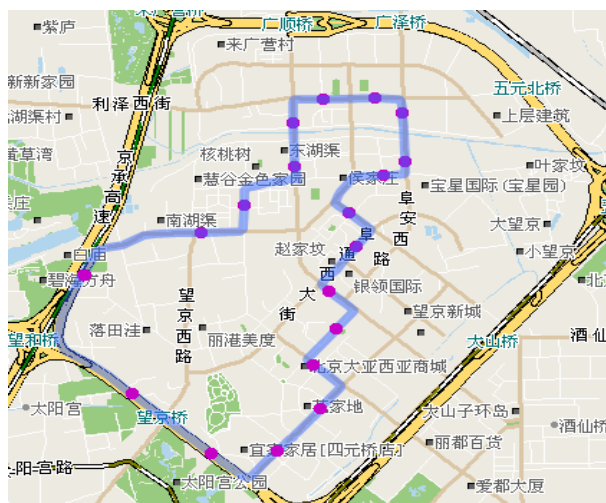 来广营桥
紫庐
广顺桥
广泽桥
来广营村
新新家园
利泽西街
五元北桥
湖渠村
上层建筑
京承高速
黄草湾
核桃树
东湖渠
叶家坟
慧谷金色家园
侯家庄
宝星国际(宝星园)
南湖渠
阜安西路
大望京
白庙
赵家坟
阜通西大街
小望京
碧海方舟
银领国际
望京西路
望京新城
望和桥
落田洼
丽港美度
大山桥
酒仙
北京大亚西亚商城
太阳宫
望京桥
花家地
大山子环岛
酒仙桥
宜家家居[四元桥店]
丽都百货
太阳宫路
太阳宫公园
爱都大厦